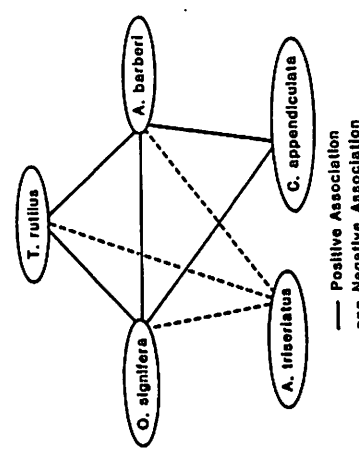 T. rutilus
O. signifera
A. barberi
A. triseriatus
C. appendiculata
Positive Association
Negative Association